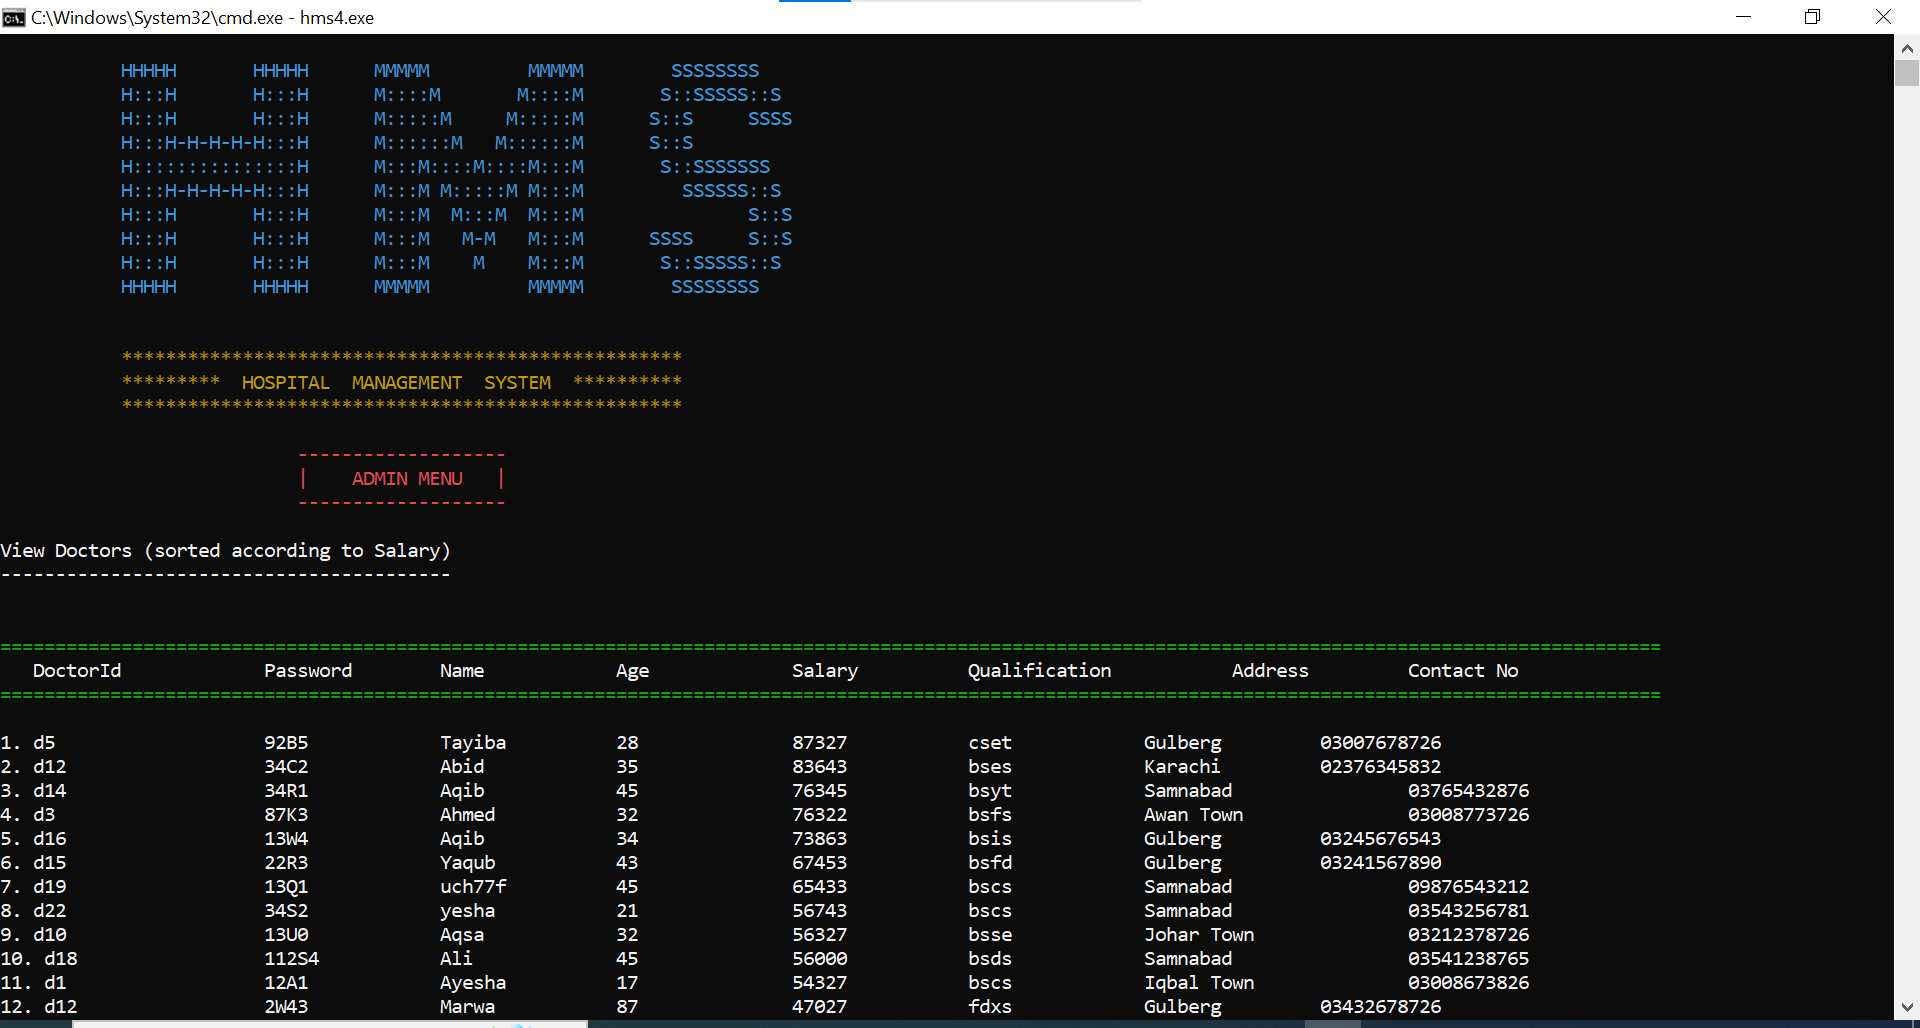 C:\Windows\System32\cmd.exe - hms4.exe
HHHHH       HHHHH      MMMMM         MMMMM        SSSSSSSS
H:::H       H:::H      M::::M       M::::M       S::SSSSS::S
H:::H       H:::H      M:::::M     M:::::M      S::S     SSSS
H:::H-H-H-H-H:::H      M::::::M   M::::::M      S::S
H:::::::::::::::H      M:::M::::M::::M:::M       S::SSSSSSS
H:::H-H-H-H-H:::H      M:::M M:::::M M:::M         SSSSSS::S
H:::H       H:::H      M:::M  M:::M  M:::M               S::S
H:::H       H:::H      M:::M   M-M   M:::M      SSSS     S::S
H:::H       H:::H      M:::M    M    M:::M       S::SSSSS::S
HHHHH       HHHHH      MMMMM         MMMMM        SSSSSSSS
***************************************************
*********  HOSPITAL  MANAGEMENT  SYSTEM  **********
***************************************************
-------------------
|    ADMIN MENU   |
-------------------
View Doctors (sorted according to Salary)
-----------------------------------------
=======================================================================================================================================================
DoctorId Password Name Age Salary Qualification Address Contact No
=======================================================================================================================================================
1. d5 92B5 Tayiba 28 87327 cset Gulberg 03007678726
2. d12 34C2 Abid 35 83643 bses Karachi 02376345832
3. d14 34R1 Aqib 45 76345 bsyt Samnabad 03765432876
4. d3 87K3 Ahmed 32 76322 bsfs Awan Town 03008773726
5. d16 13W4 Aqib 34 73863 bsis Gulberg 03245676543
6. d15 22R3 Yaqub 43 67453 bsfd Gulberg 03241567890
7. d19 13Q1 uch77f 45 65433 bscs Samnabad 09876543212
8. d22 34S2 yesha 21 56743 bscs Samnabad 03543256781
9. d10 13U0 Aqsa 32 56327 bsse Johar Town 03212378726
10. d18 112S4 Ali 45 56000 bsds Samnabad 03541238765
11. d1 12A1 Ayesha 17 54327 bscs Iqbal Town 03008673826
12. d12 2W43 Marwa 87 47027 fdxs Gulberg 03432678726